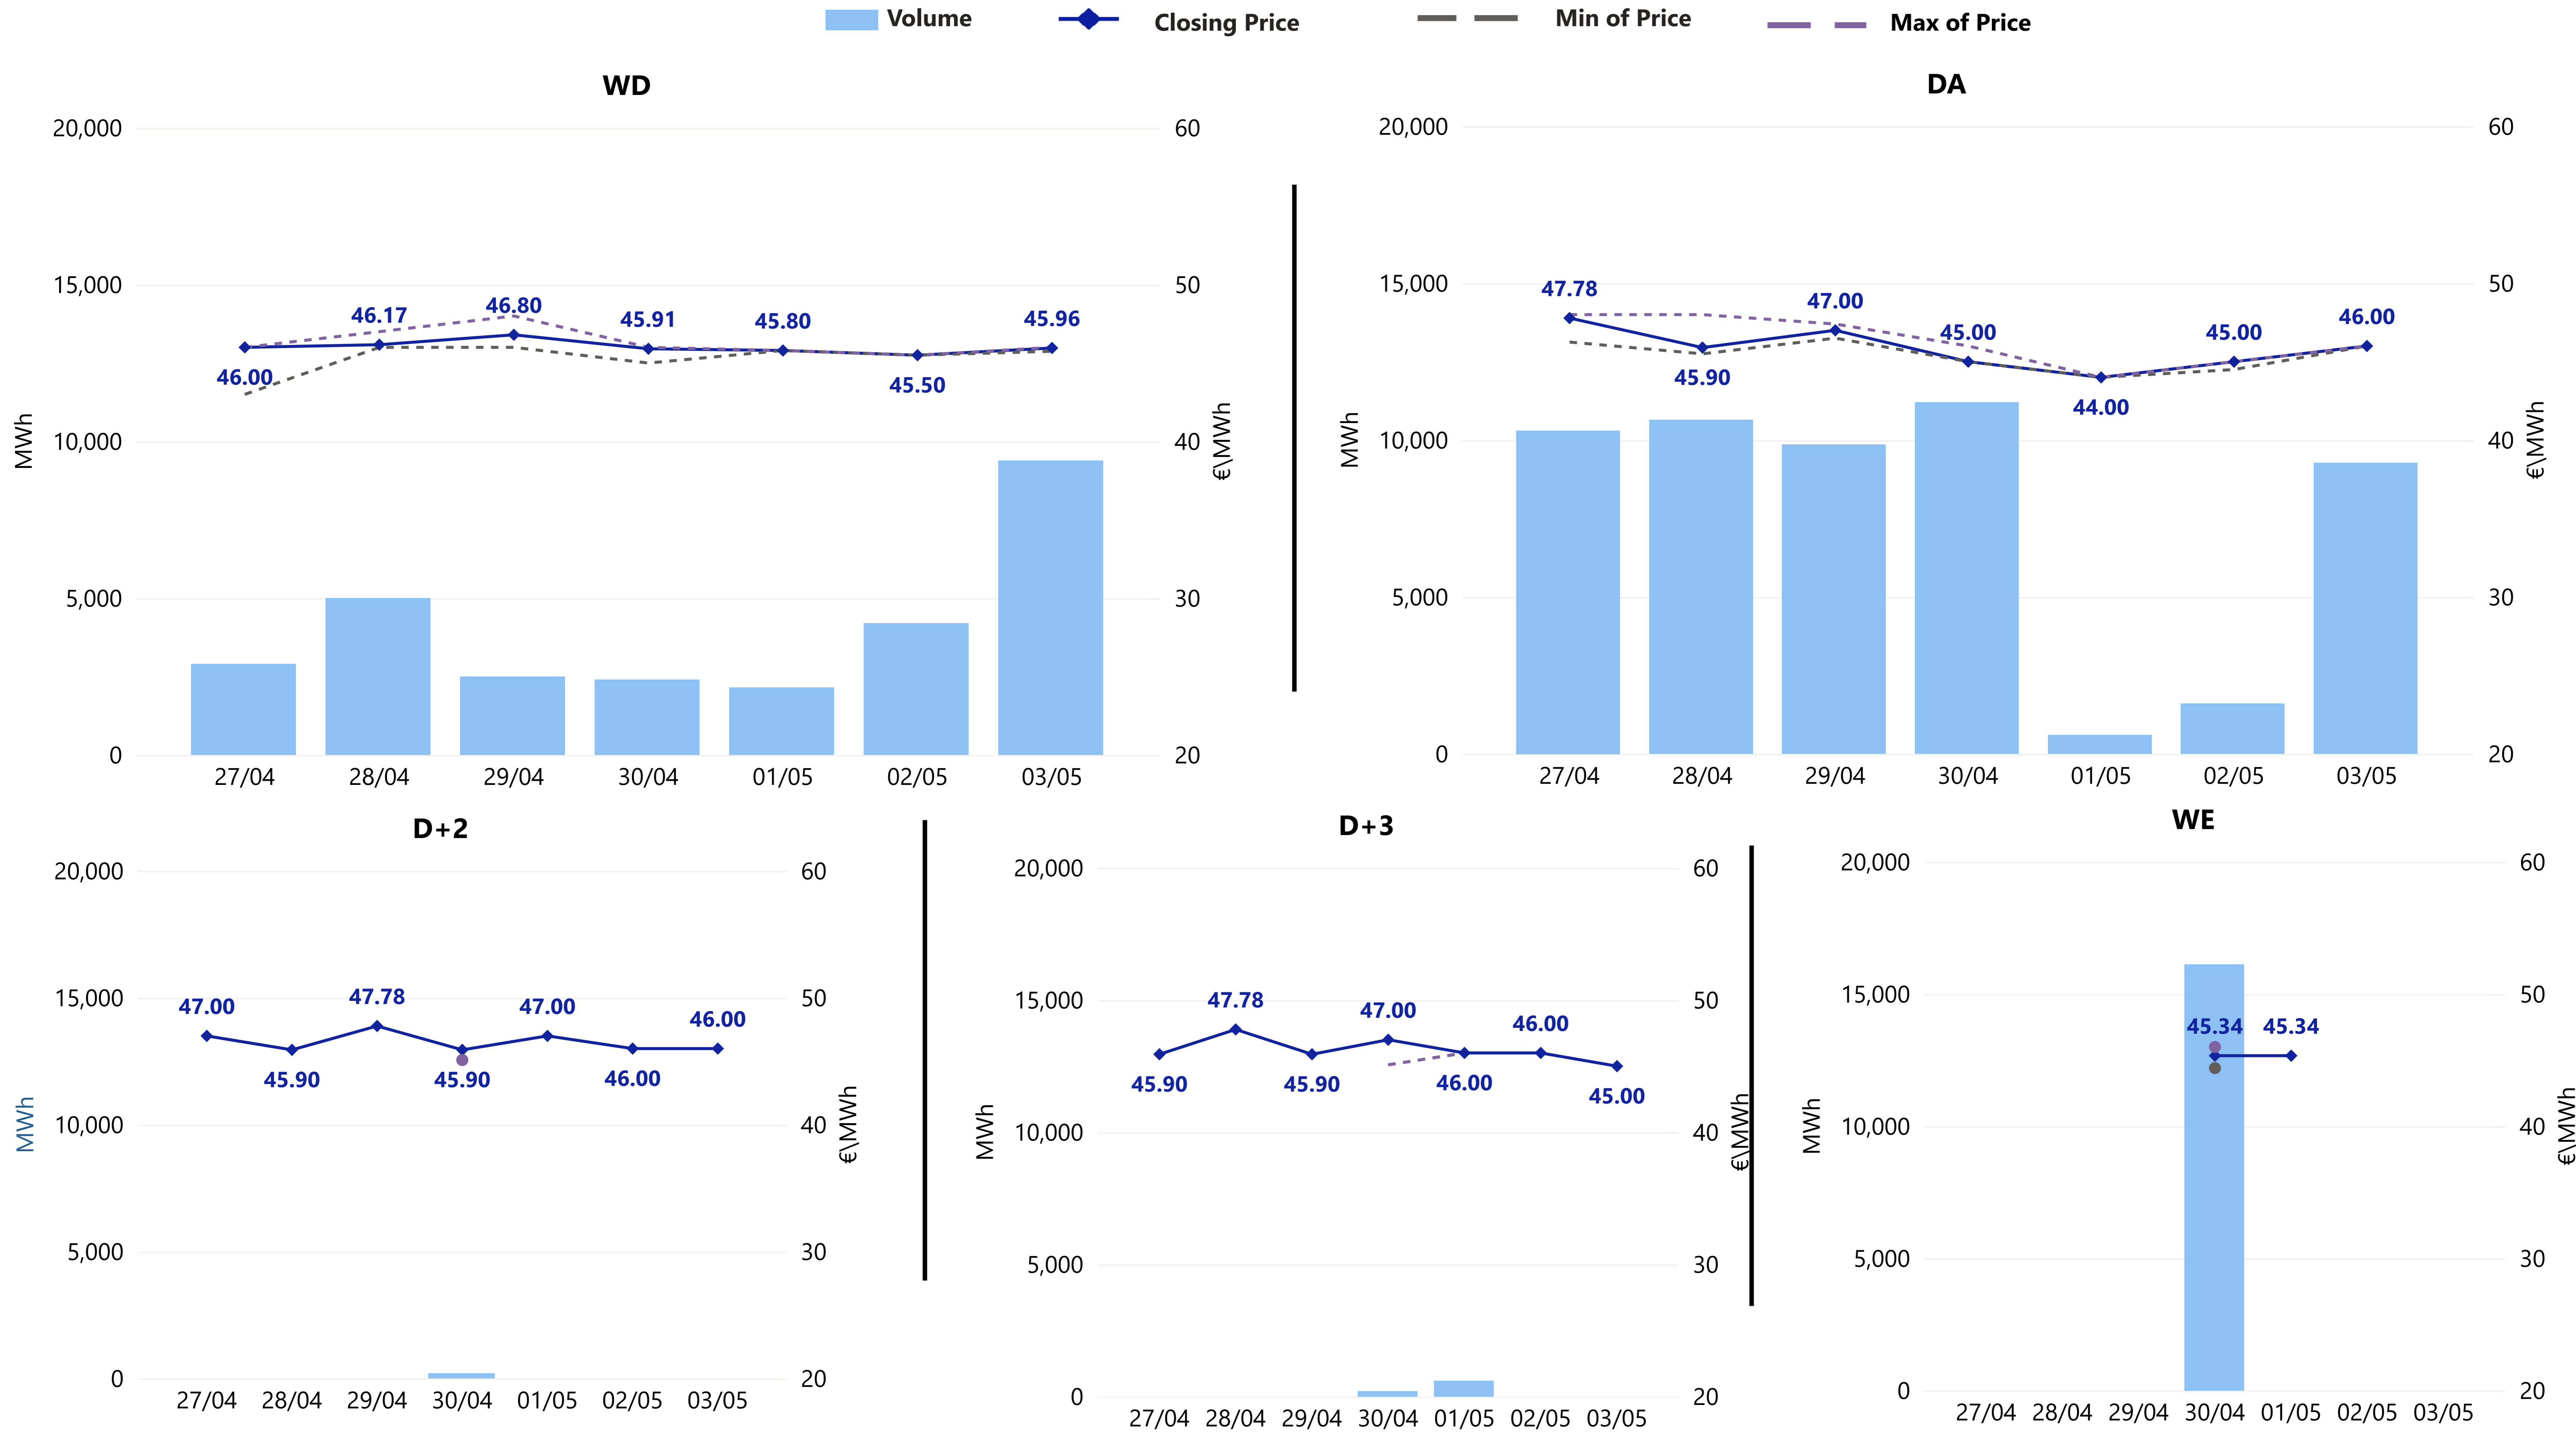 Volume Closing Price Min of Price Max of Price
WD
20,000 60
15,000 50
10,000 40
5,000 30
0 20
MWh
€\MWh
46.00 46.17 46.80 45.91 45.80 45.50 45.96
27/04 28/04 29/04 30/04 01/05 02/05 03/05
DA
20,000 60
15,000 50
10,000 40
5,000 30
0 20
MWh
€\MWh
47.78 45.90 47.00 45.00 44.00 45.00 46.00
27/04 28/04 29/04 30/04 01/05 02/05 03/05
D+2
20,000 60
15,000 50
10,000 40
5,000 30
0 20
MWh
€\MWh
47.00 45.90 47.78 45.90 47.00 46.00 46.00
27/04 28/04 29/04 30/04 01/05 02/05 03/05
D+3
20,000 60
15,000 50
10,000 40
5,000 30
0 20
MWh
€\MWh
45.90 47.78 45.90 47.00 46.00 46.00 45.00
27/04 28/04 29/04 30/04 01/05 02/05 03/05
WE
20,000 60
15,000 50
10,000 40
5,000 30
0 20
MWh
€\MWh
45.34 45.34
27/04 28/04 29/04 30/04 01/05 02/05 03/05